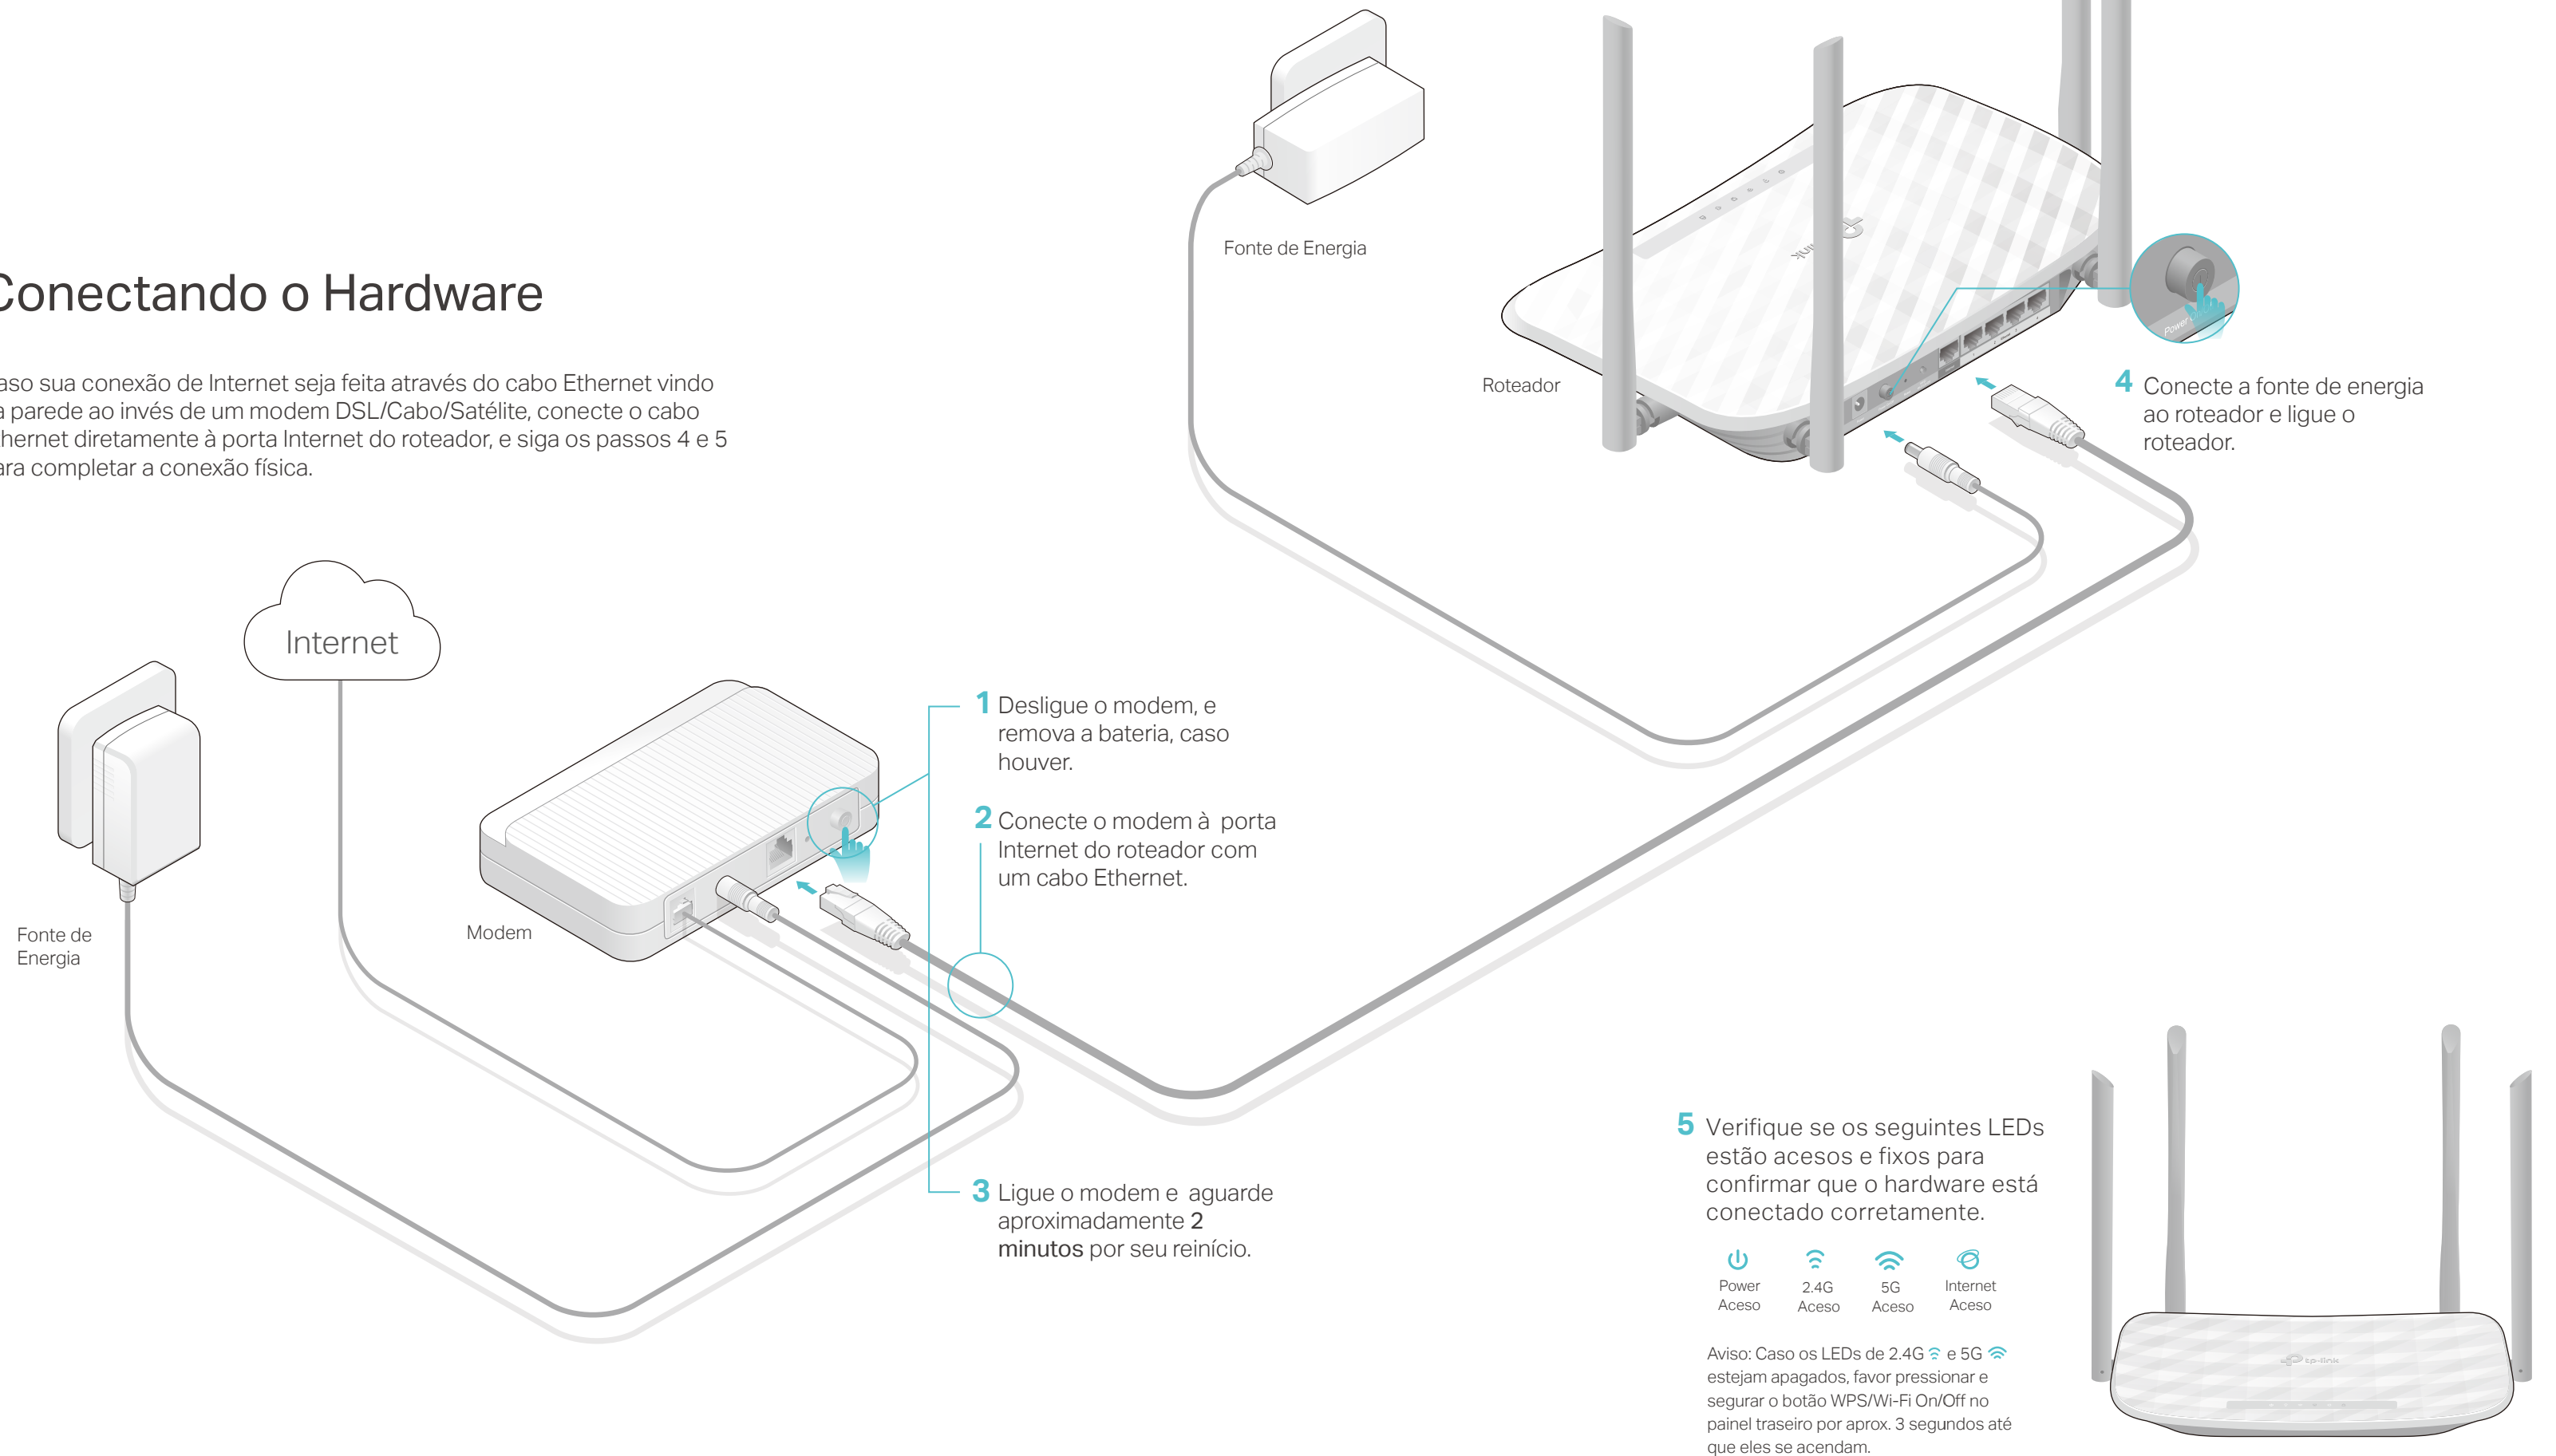 Conectando o Hardware
aso sua conexão de Internet seja feita através do cabo Ethernet vindo
a parede ao invés de um modem DSL/Cabo/Satélite, conecte o cabo
thernet diretamente à porta Internet do roteador, e siga os passos 4 e 5
ara completar a conexão física.
Fonte de Energia
Roteador
4 Conecte a fonte de energia
ao roteador e ligue o
roteador.
Internet
1 Desligue o modem, e
remova a bateria, caso
houver.
2 Conecte o modem à porta
Internet do roteador com
um cabo Ethernet.
Modem
Fonte de
Energia
3 Ligue o modem e aguarde
aproximadamente 2
minutos por seu reinício.
5 Verifique se os seguintes LEDs
estão acesos e fixos para
confirmar que o hardware está
conectado corretamente.
Power 2.4G 5G Internet
Aceso Aceso Aceso Aceso
Aviso: Caso os LEDs de 2.4G e 5G
estejam apagados, favor pressionar e
segurar o botão WPS/Wi-Fi On/Off no
painel traseiro por aprox. 3 segundos até
que eles se acendam.
tp-link
Power